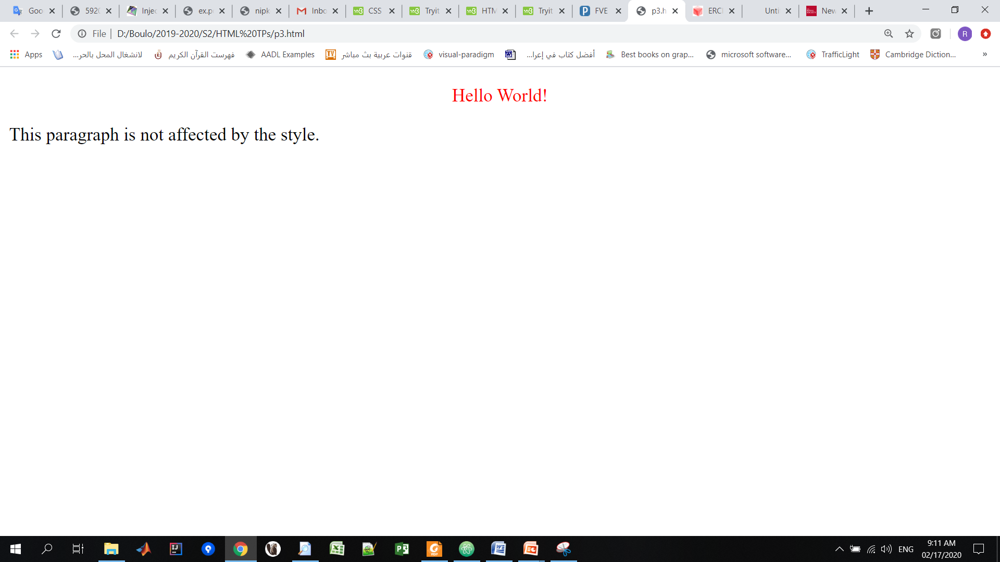 Goo 592( Injec ex.p nipk Inbo CSS Tryit HTM Tryit FVE p3.h ERCI Unti New
File | D:/Boulo/2019-2020/S2/HTML%20TPs/p3.html R
Apps لانشغال المحل بالحر... فهرست القرآن الكريم AADL Examples قنوات عربية بث مباشر visual-paradigm أفضل كتاب في إعرا... Best books on grap... microsoft software... TrafficLight Cambridge Diction... »
Hello World!
This paragraph is not affected by the style.
ENG 9:11 AM
02/17/2020